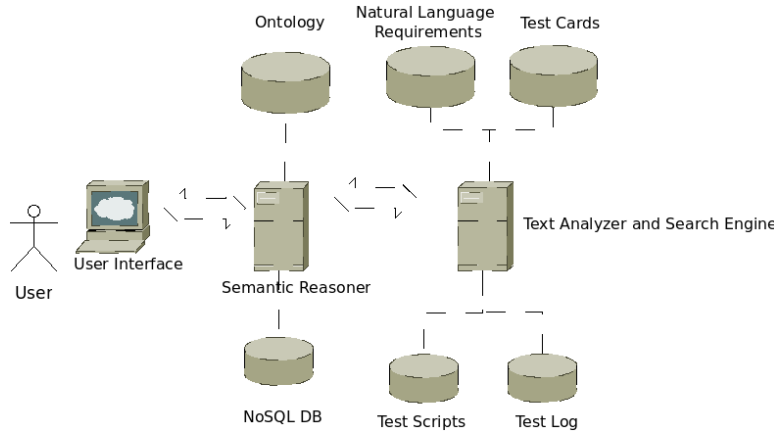 Ontology
Natural Language
Requirements
Test Cards
Text Analyzer and Search Engine
User Interface
User
Semantic Reasoner
NoSQL DB
Test Scripts
Test Log